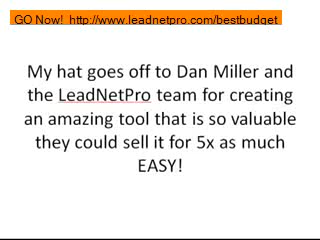 GO Now!  http://www.leadnetpro.com/bestbudget
My hat goes off to Dan Miller and
the LeadNetPro team for creating
an amazing tool that is so valuable
they could sell it for 5x as much
EASY!